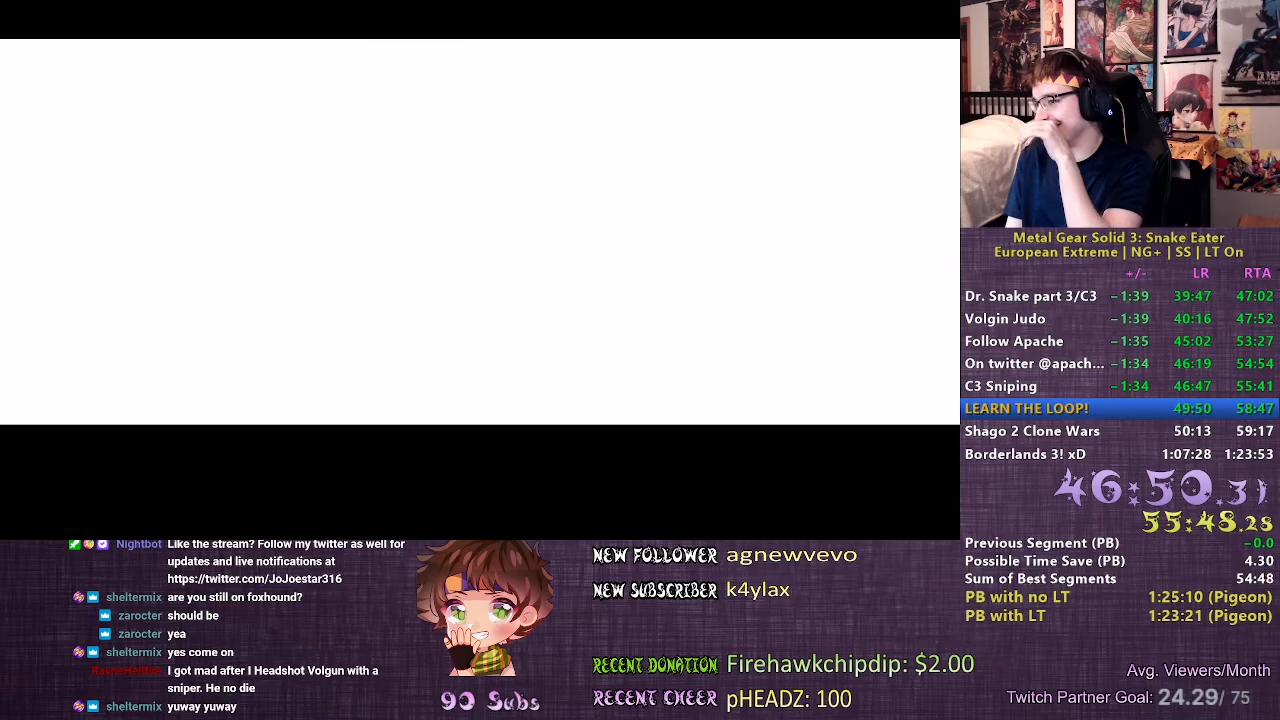 Metal Gear Solid 3: Snake Eater
European Extreme | NG+ | SS | LT On
+/- LR RTA
Dr. Snake part 3/C3 −1:39 39:47 47:02
Volgin Judo −1:39 40:16 47:52
Follow Apache −1:35 45:02 53:27
On twitter @apach... −1:34 46:19 54:54
C3 Sniping −1:34 46:47 55:41
LEARN THE LOOP! 49:50 58:47
Shago 2 Clone Wars 50:13 59:17
Borderlands 3! xD 1:07:28 1:23:53
46:50.31
55:48.28
Previous Segment (PB) −0.0
Possible Time Save (PB) 4.30
Sum of Best Segments 54:48
PB with no LT 1:25:10 (Pigeon)
PB with LT 1:23:21 (Pigeon)
Avg. Viewers/Month
Twitch Partner Goal: 24.29/ 75
Nightbot Like the stream? Follow my twitter as well for
updates and live notifications at
https://twitter.com/JoJoestar316
sheltermix are you still on foxhound?
zarocter should be
zarocter yea
sheltermix yes come on
RavneHellfire I got mad after I Headshot Volgun with a
sniper. He no die
sheltermix yuway yuway
90 Subs
NEW FOLLOWER agnewvevo
NEW SUBSCRIBER k4ylax
RECENT DONATION Firehawkchipdip: $2.00
RECENT CHEER pHEADZ: 100